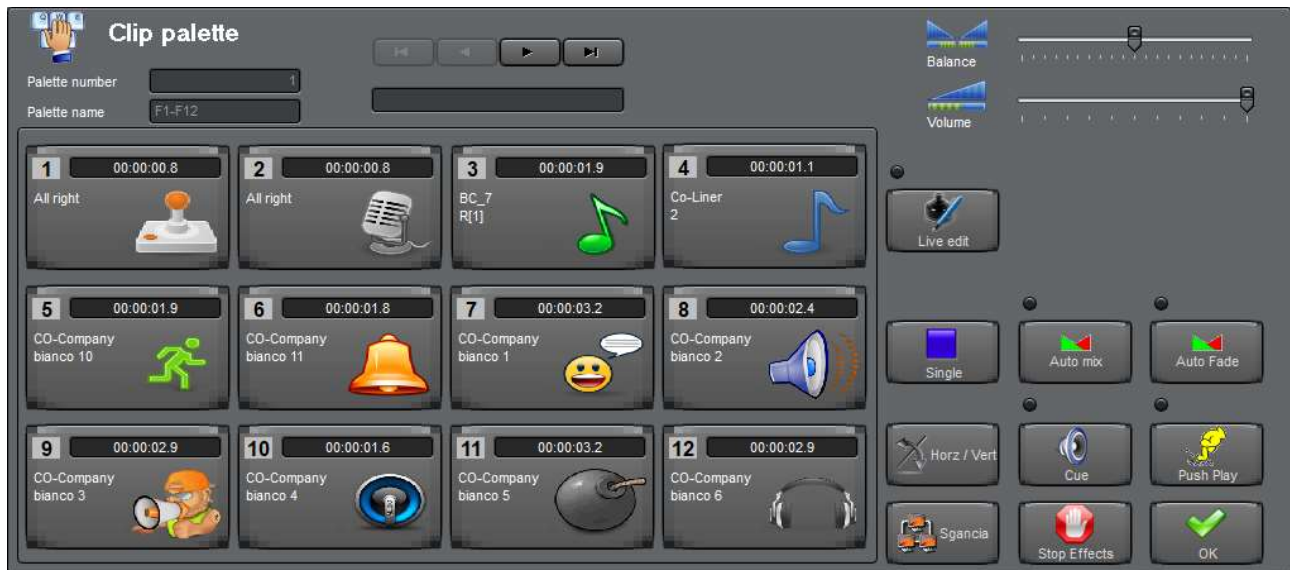 Clip palette
Palette number
1
Palette name
F1-F12
Balance
Volume
1
00:00:00.8
All right
2
00:00:00.8
All right
3
00:00:01.9
BC_7
R[1]
4
00:00:01.1
Co-Liner
2
Live edit
5
00:00:01.9
CO-Company
bianco 10
6
00:00:01.8
CO-Company
bianco 11
7
00:00:03.2
CO-Company
bianco 1
8
00:00:02.4
CO-Company
bianco 2
Single
Auto mix
Auto Fade
9
00:00:02.9
CO-Company
bianco 3
10
00:00:01.6
CO-Company
bianco 4
11
00:00:03.2
CO-Company
bianco 5
12
00:00:02.9
CO-Company
bianco 6
Horz / Vert
Cue
Push Play
Sgancia
Stop Effects
OK